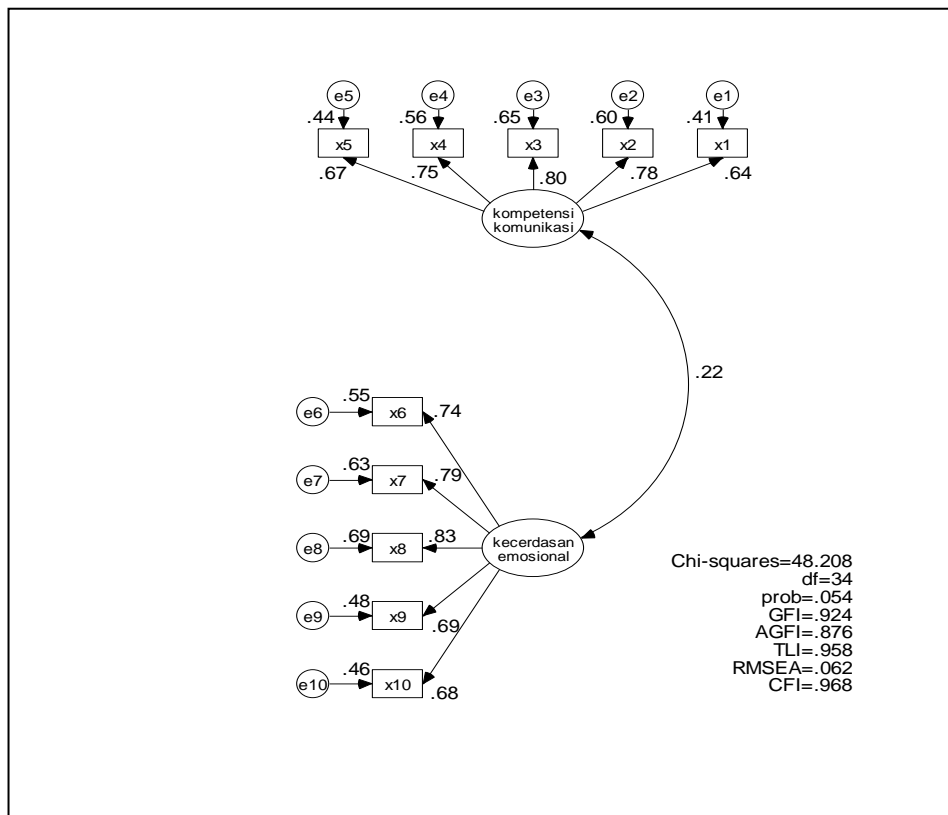 e5 e4 e3 e2 e1
.44 .56 .65 .60 .41
x5 x4 x3 x2 x1
.67 .75 .80 .78 .64
kompetensi
komunikasi
.22
.55
e6 x6 .74
.63
e7 x7 .79
.69
e8 x8 .83
kecerdasan
emosional
.48
e9 x9 .69
.46
e10 x10 .68
Chi-squares=48.208
df=34
prob=.054
GFI=.924
AGFI=.876
TLI=.958
RMSEA=.062
CFI=.968